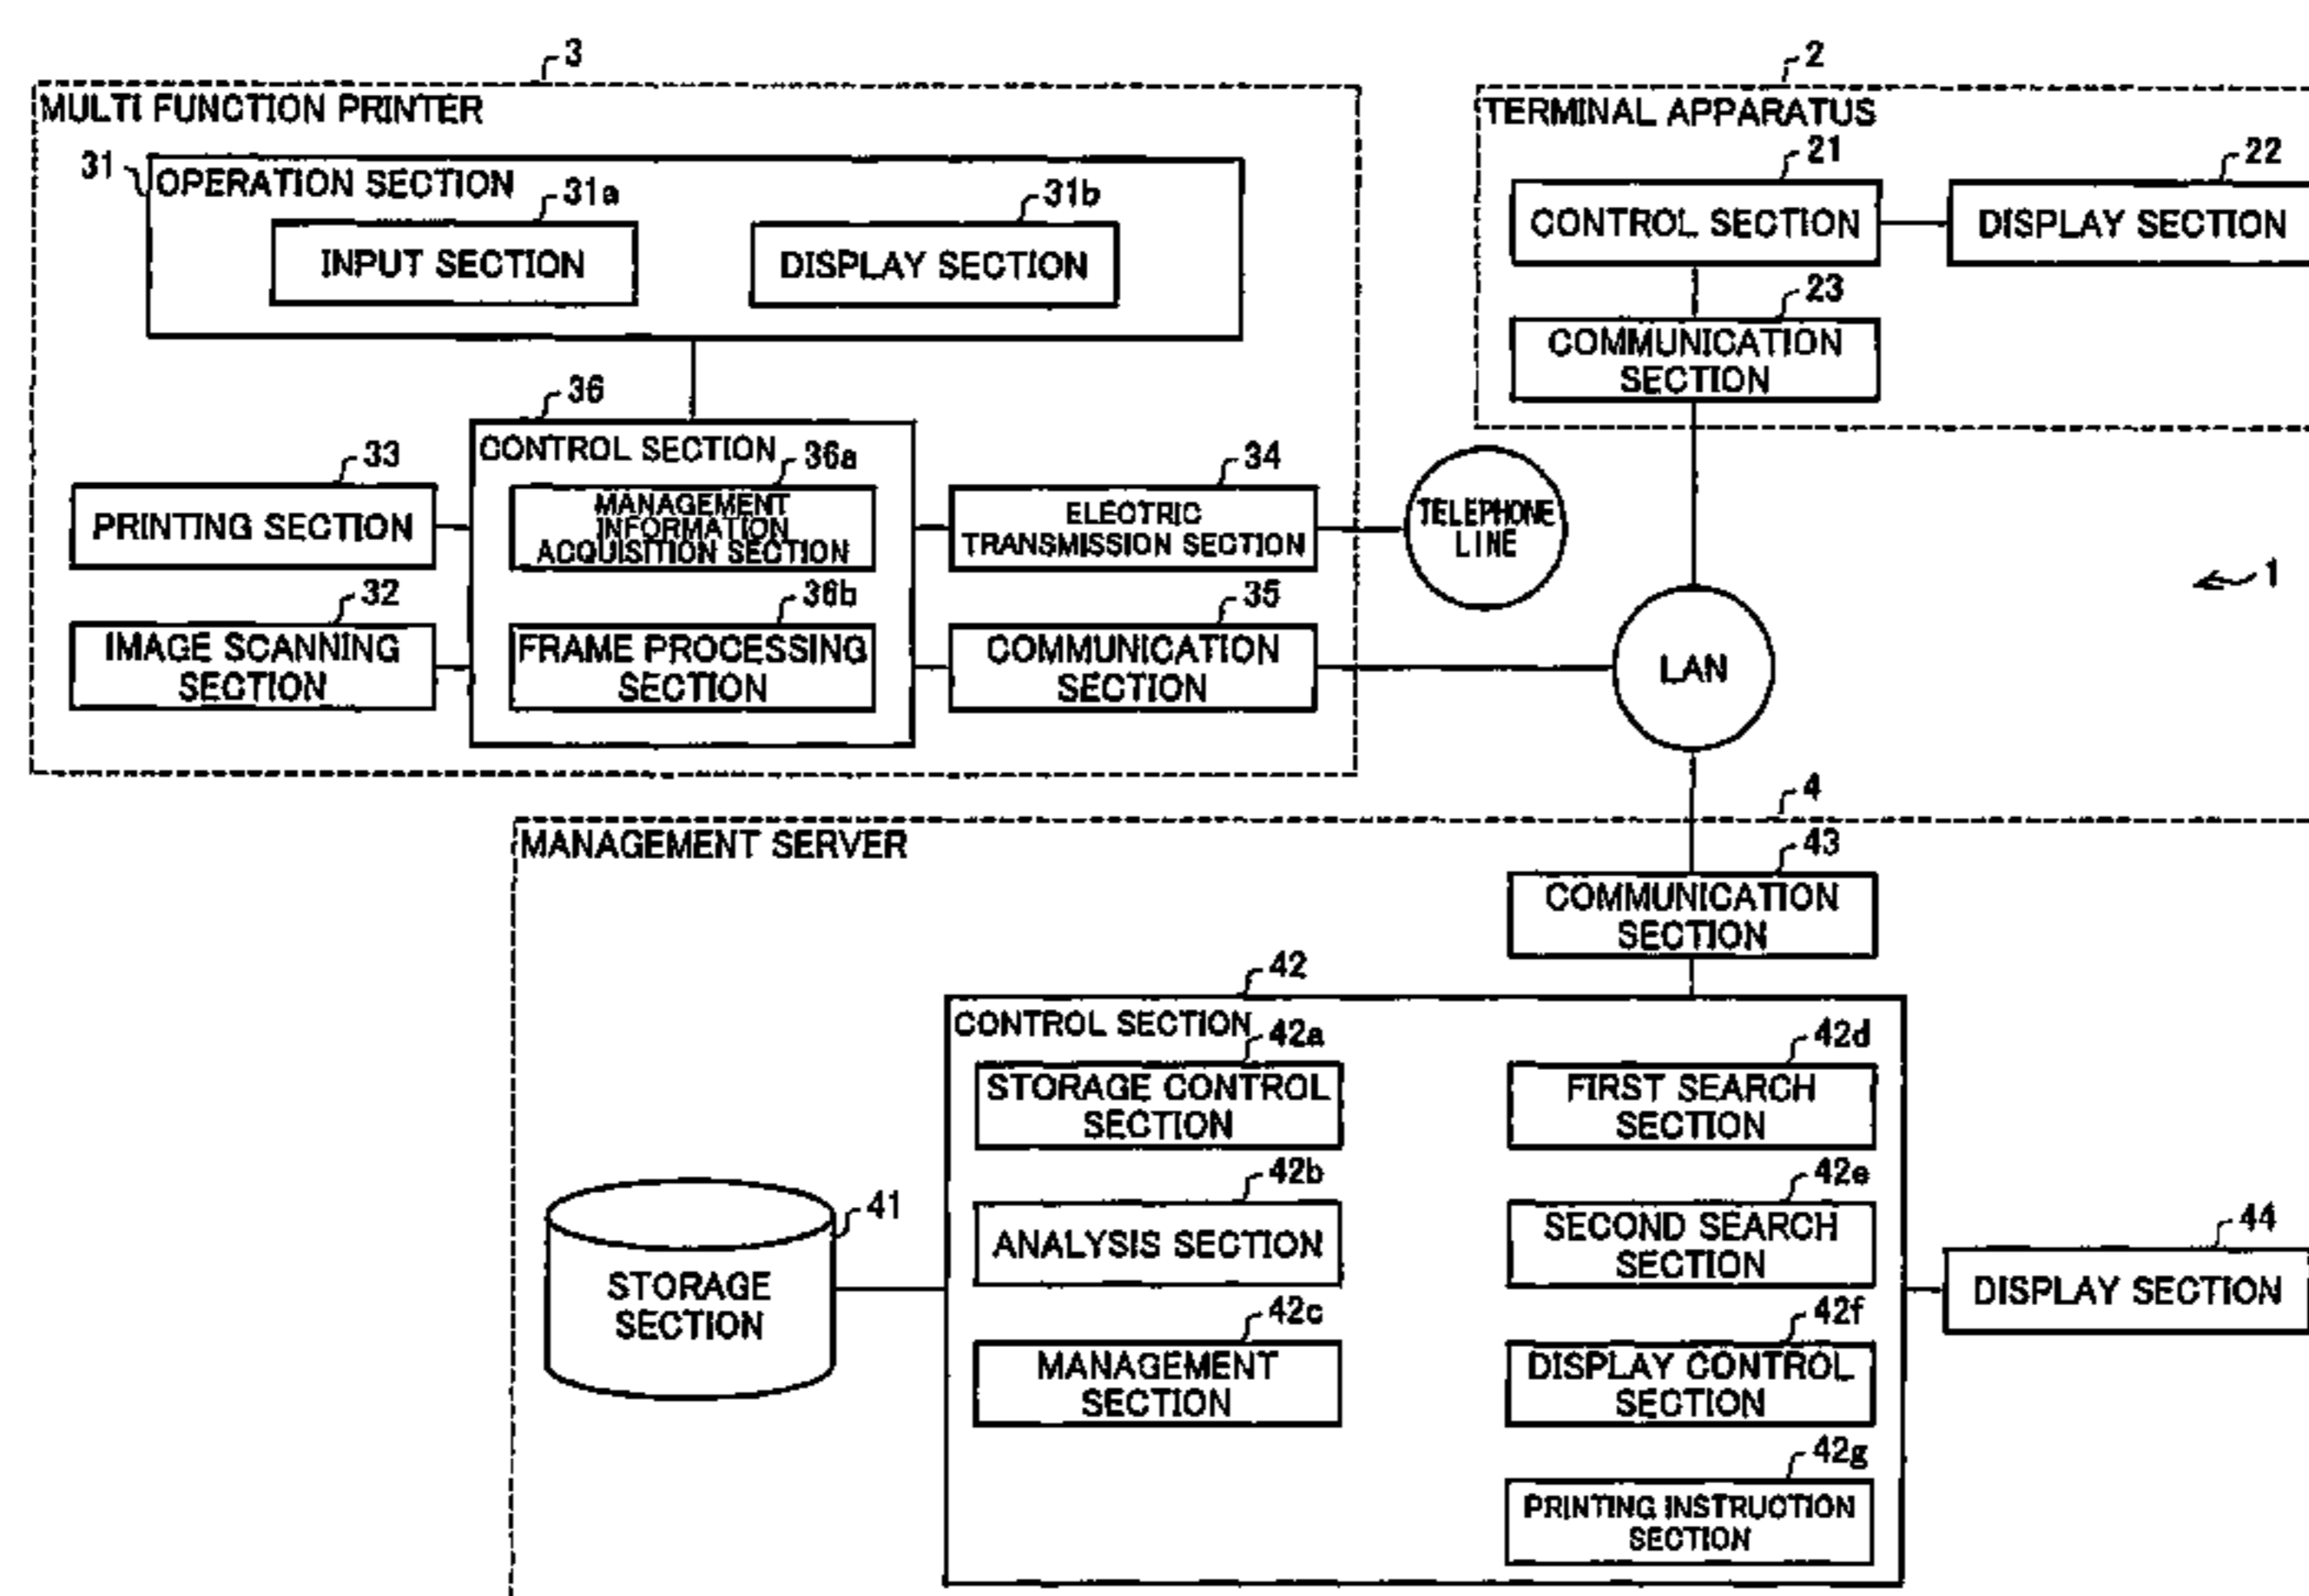 3
MULTI FUNCTION PRINTER
31
OPERATION SECTION
31a
INPUT SECTION
31b
DISPLAY SECTION
36
CONTROL SECTION
36a
MANAGEMENT
INFORMATION
ACQUISITION SECTION
36b
FRAME PROCESSING
SECTION
33
PRINTING SECTION
32
IMAGE SCANNING
SECTION
34
ELECTRIC
TRANSMISSION SECTION
35
COMMUNICATION
SECTION
TELEPHONE
LINE
2
TERMINAL APPARATUS
21
CONTROL SECTION
22
DISPLAY SECTION
23
COMMUNICATION
SECTION
LAN
1
4
MANAGEMENT SERVER
43
COMMUNICATION
SECTION
42
CONTROL SECTION
42a
STORAGE CONTROL
SECTION
42b
ANALYSIS SECTION
42c
MANAGEMENT
SECTION
42d
FIRST SEARCH
SECTION
42e
SECOND SEARCH
SECTION
42f
DISPLAY CONTROL
SECTION
42g
PRINTING INSTRUCTION
SECTION
41
STORAGE
SECTION
44
DISPLAY SECTION